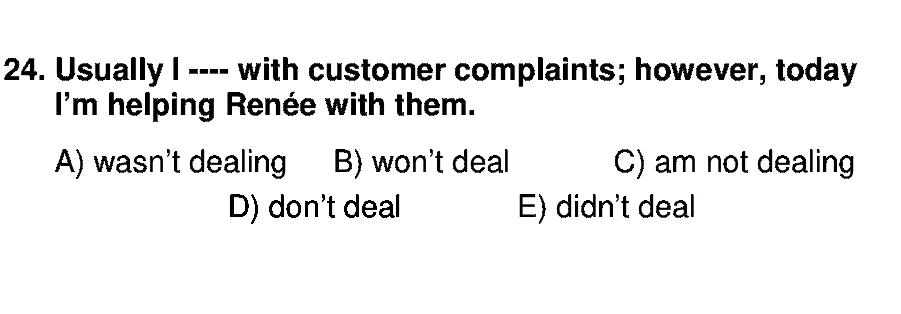 24. Usually I ---- with customer complaints; however, today
I'm helping Renée with them.
A) wasn't dealing B) won't deal C) am not dealing
D) don't deal E) didn't deal